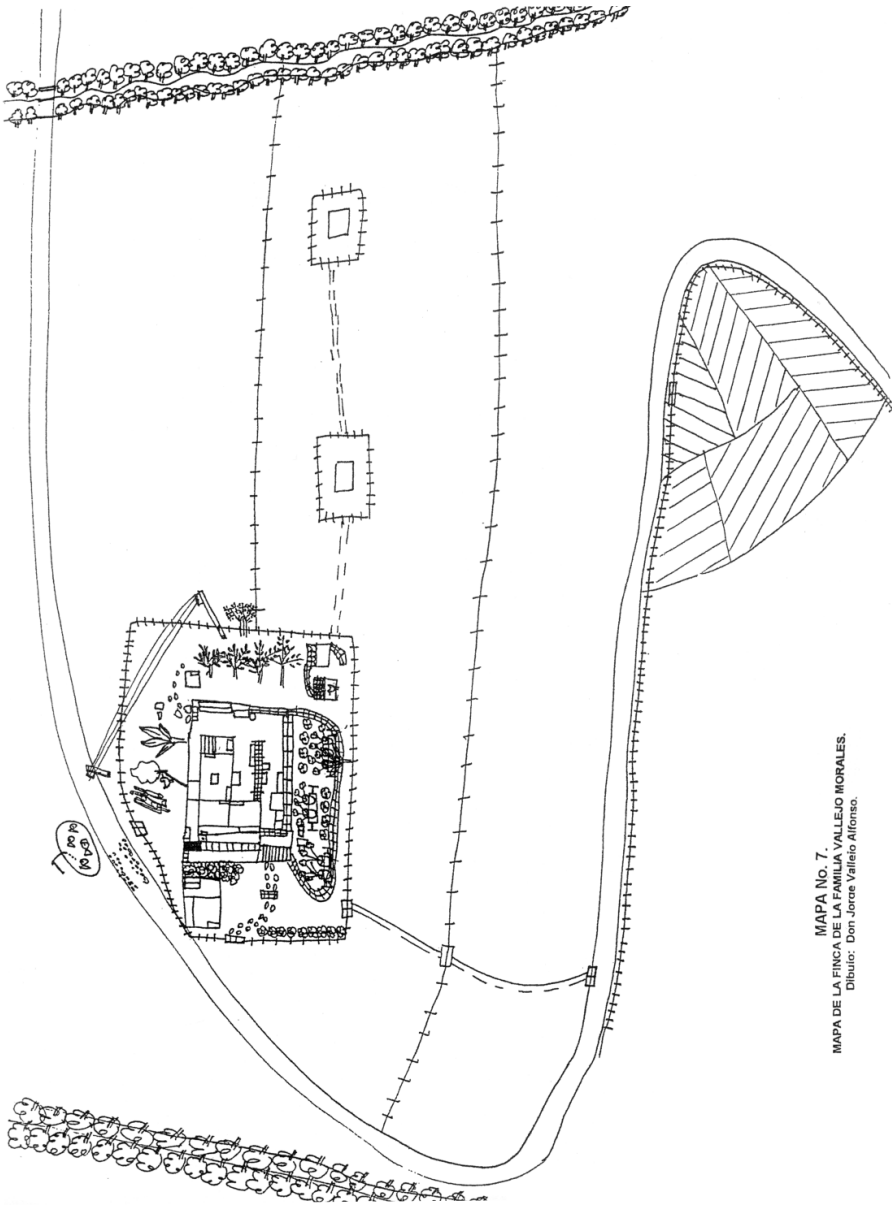 MAPA No. 7.
MAPA DE LA FINCA DE LA FAMILIA VALLEJO MORALES.
Dibujo: Don Jorge Vallejo Alfonso.